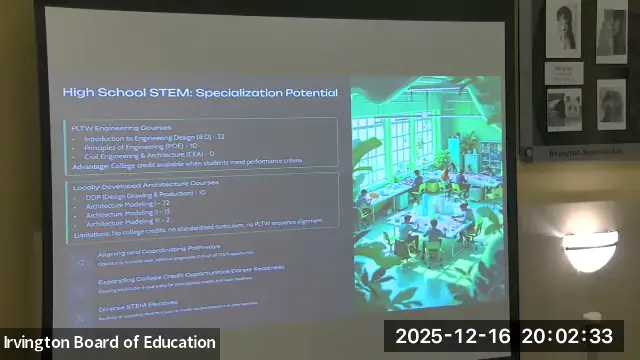 High School STEM: Specialization Potential
PLTW Engineering Courses
• Introduction to Engineering Design (IED) - 22
• Principles of Engineering (POE) - 10
• Civil Engineering & Architecture (CEA) - 0
Advantage: College credit available when students meet performance criteria
Locally-Developed Architecture Courses
• DDP (Design Drawing & Production) - 10
• Architecture Modeling I - 22
• Architecture Modeling II - 15
• Architecture Modeling III - 2
Limitations: No college credits, no standardized curriculum, no PLTW sequence alignment
Aligning and Coordinating Pathways
Expanding College Credit Opportunities/Career Readiness
Diverse STEM Electives
Irvington Board of Education
2025-12-16 20:02:33